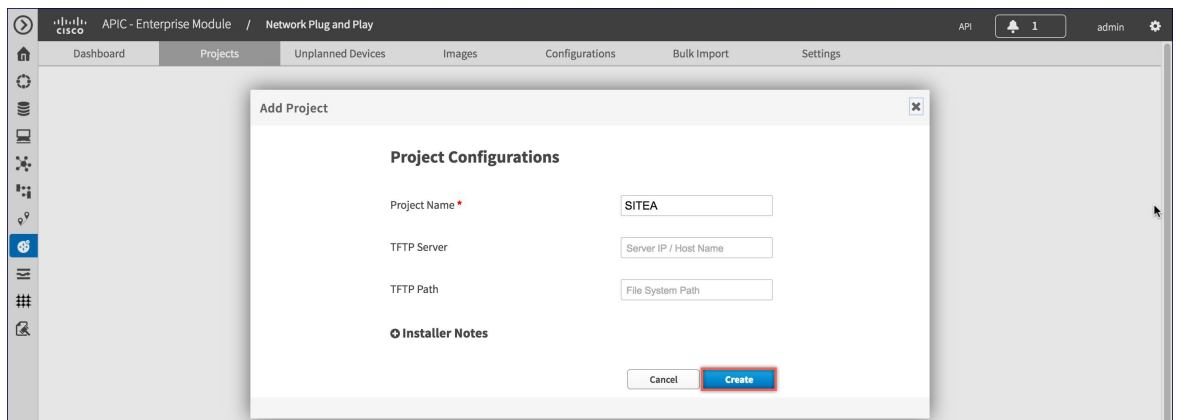 cisco APIC - Enterprise Module / Network Plug and Play API 1 admin
Dashboard Projects Unplanned Devices Images Configurations Bulk Import Settings
Add Project
Project Configurations
Project Name * SITEA
TFTP Server Server IP / Host Name
TFTP Path File System Path
Installer Notes
Cancel Create